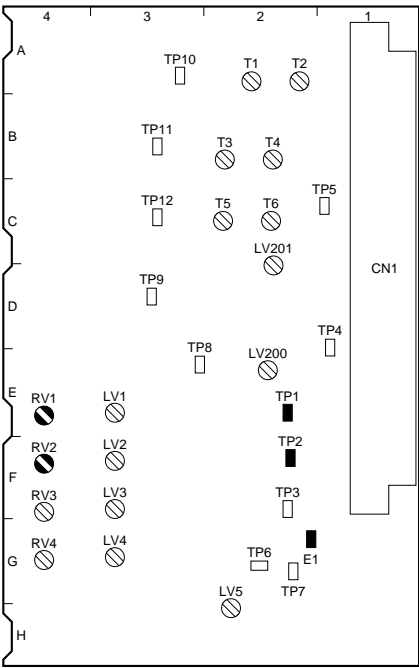 4 3 2 1
A
TP10 T1 T2
B
TP11 T3 T4
TP12 T5 T6 TP5
C
LV201
CN1
TP9
D
TP4
TP8 LV200
E
RV1 LV1 TP1
RV2 LV2 TP2
F
RV3 LV3 TP3
RV4 LV4 TP6 E1
G
TP7
LV5
H